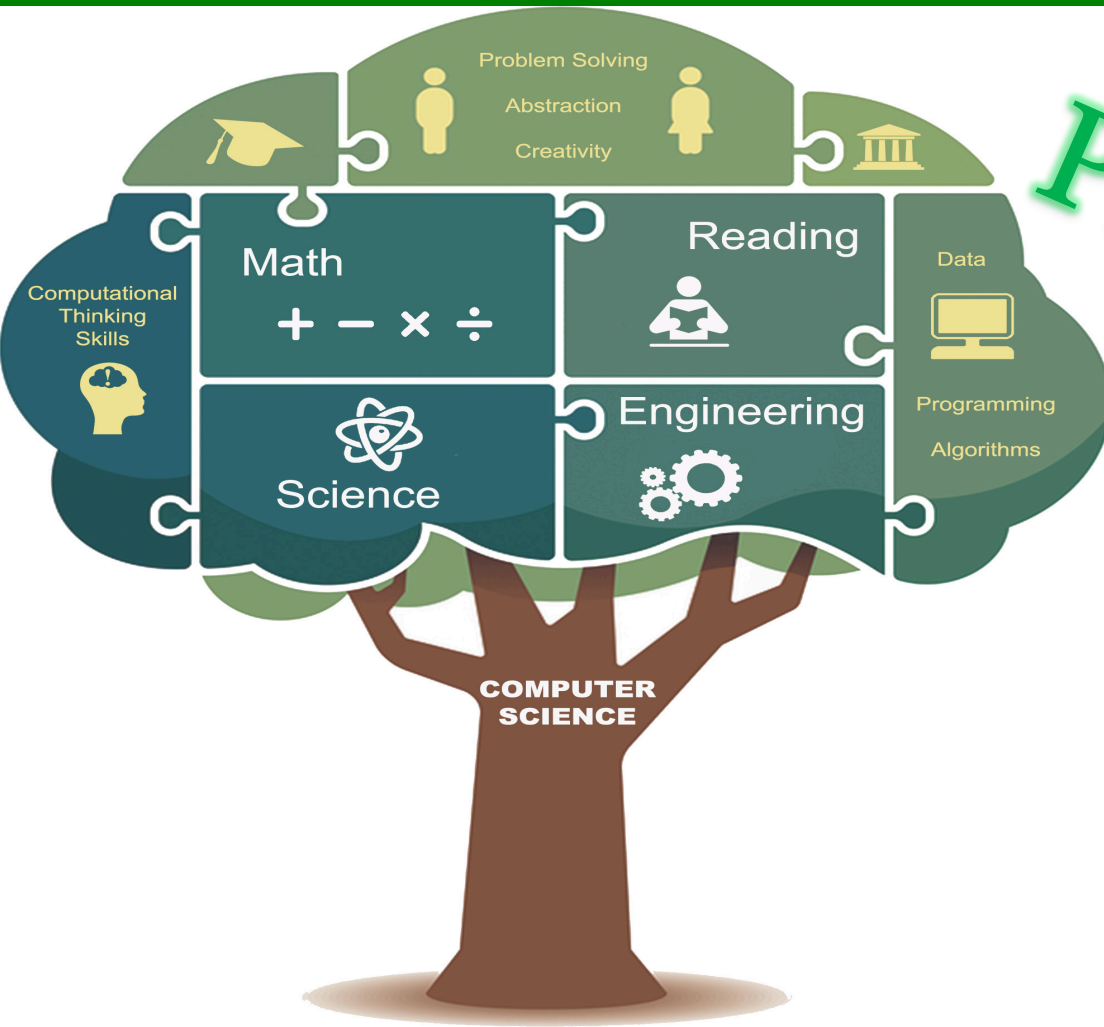 Problem Solving
Abstraction
Creativity
Math
+ − × ÷
Reading
Computational
Thinking
Skills
Data
Programming
Algorithms
Science
Engineering
COMPUTER
SCIENCE